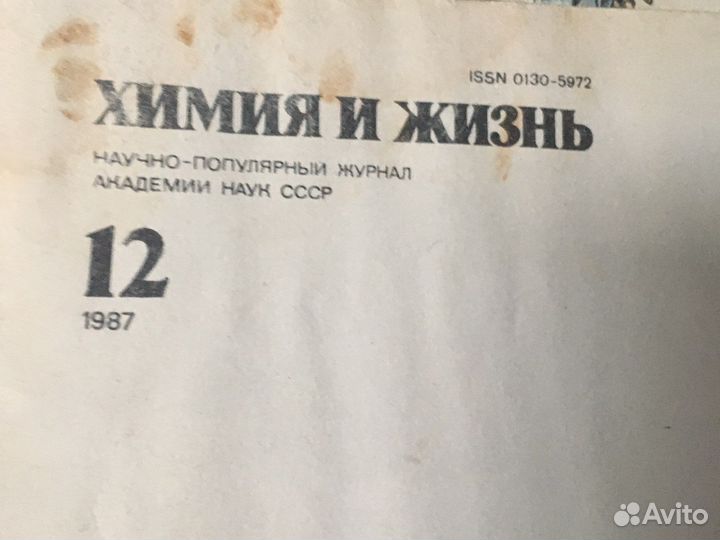 ISSN 0130-5972
ХИМИЯ И ЖИЗНЬ
НАУЧНО-ПОПУЛЯРНЫЙ ЖУРНАЛ
АКАДЕМИИ НАУК СССР
12
1987
Avito